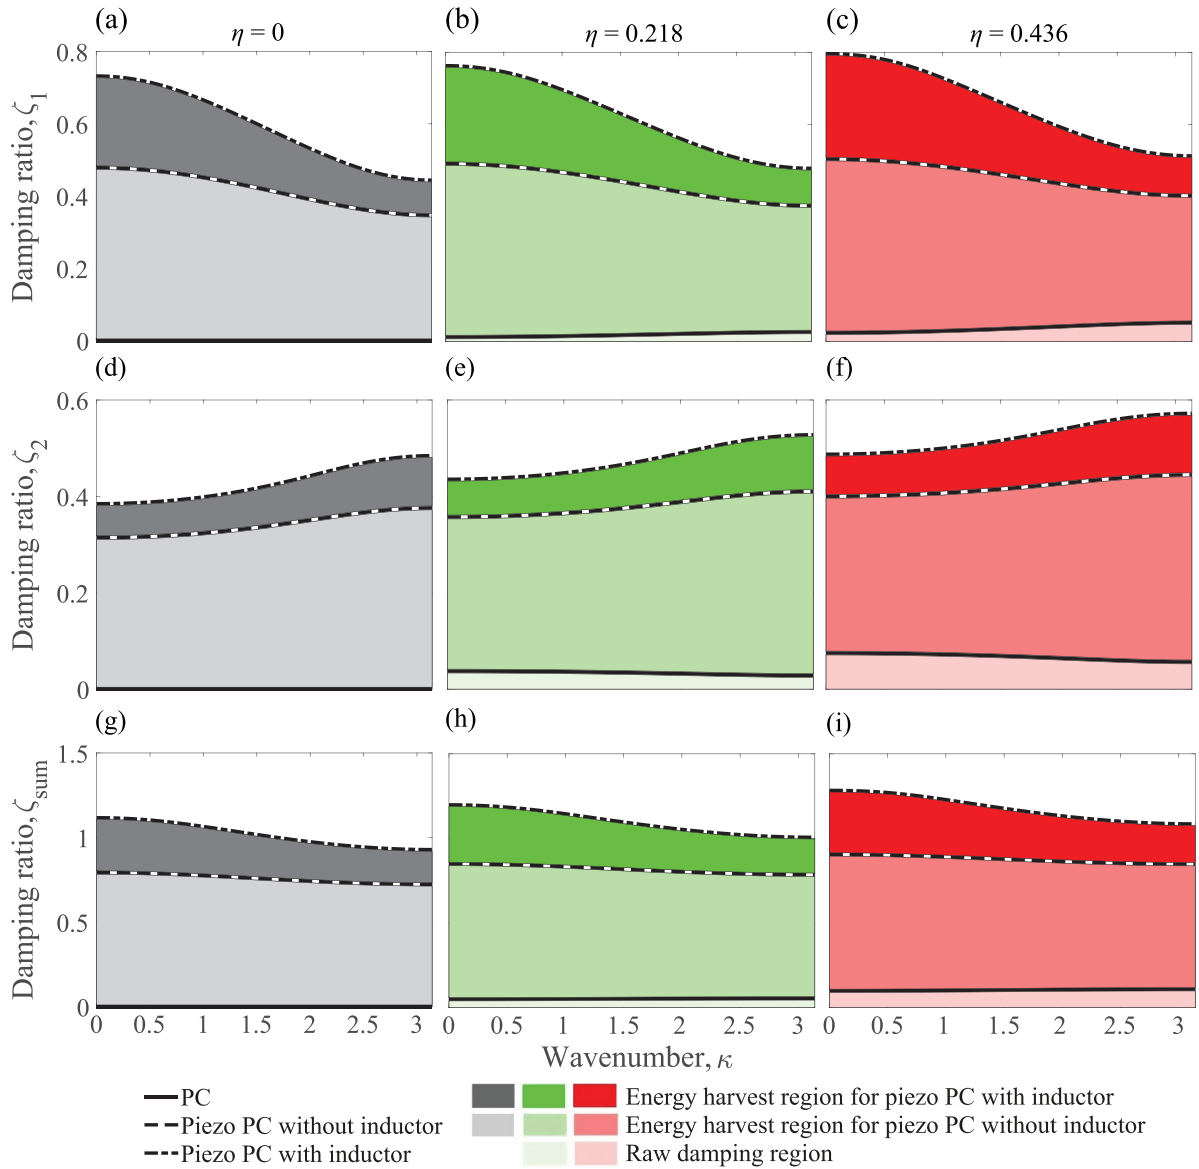 (a) (b) (c)
η = 0 η = 0.218 η = 0.436
0.8
0.6
0.4
0.2
0
Damping ratio, ζ1
(d) (e) (f)
0.6
0.4
0.2
0
Damping ratio, ζ2
(g) (h) (i)
1.5
1
0.5
0
Damping ratio, ζsum
0 0.5 1 1.5 2 2.5 3 0 0.5 1 1.5 2 2.5 3 0 0.5 1 1.5 2 2.5 3
Wavenumber, κ
PC
Piezo PC without inductor
Piezo PC with inductor
Energy harvest region for piezo PC with inductor
Energy harvest region for piezo PC without inductor
Raw damping region